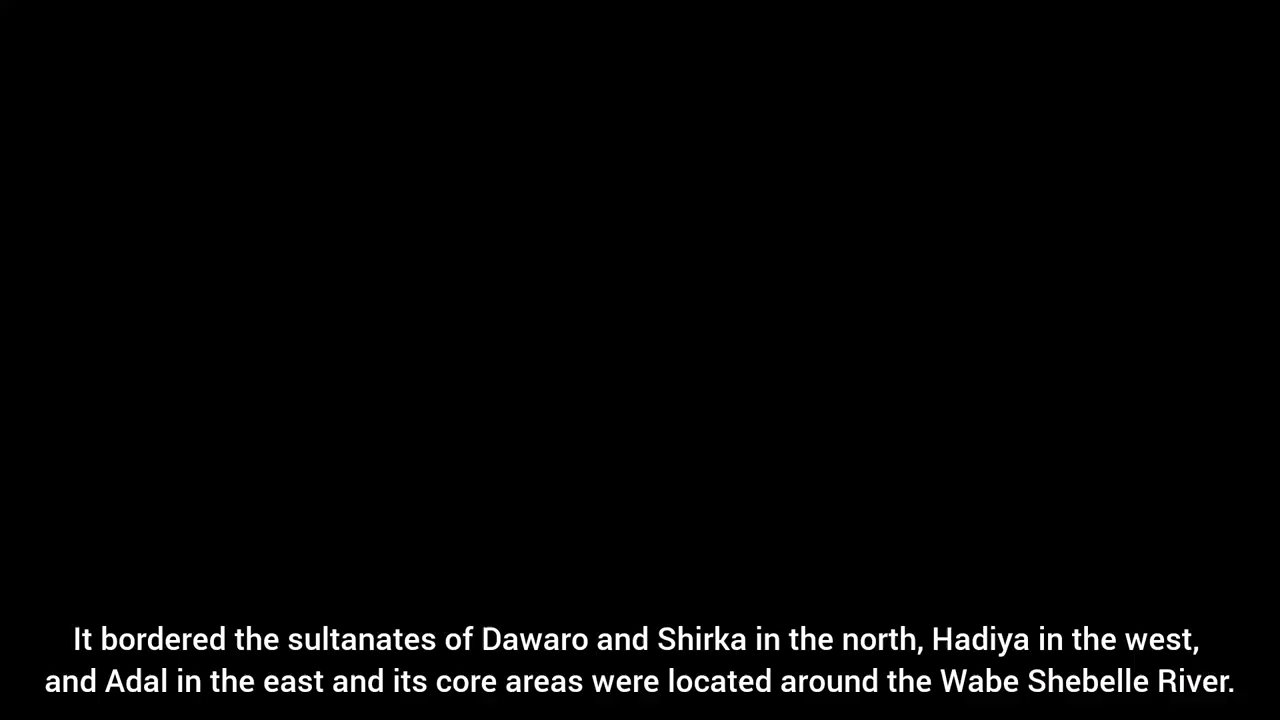 It bordered the sultanates of Dawaro and Shirka in the north, Hadiya in the west,
and Adal in the east and its core areas were located around the Wabe Shebelle River.